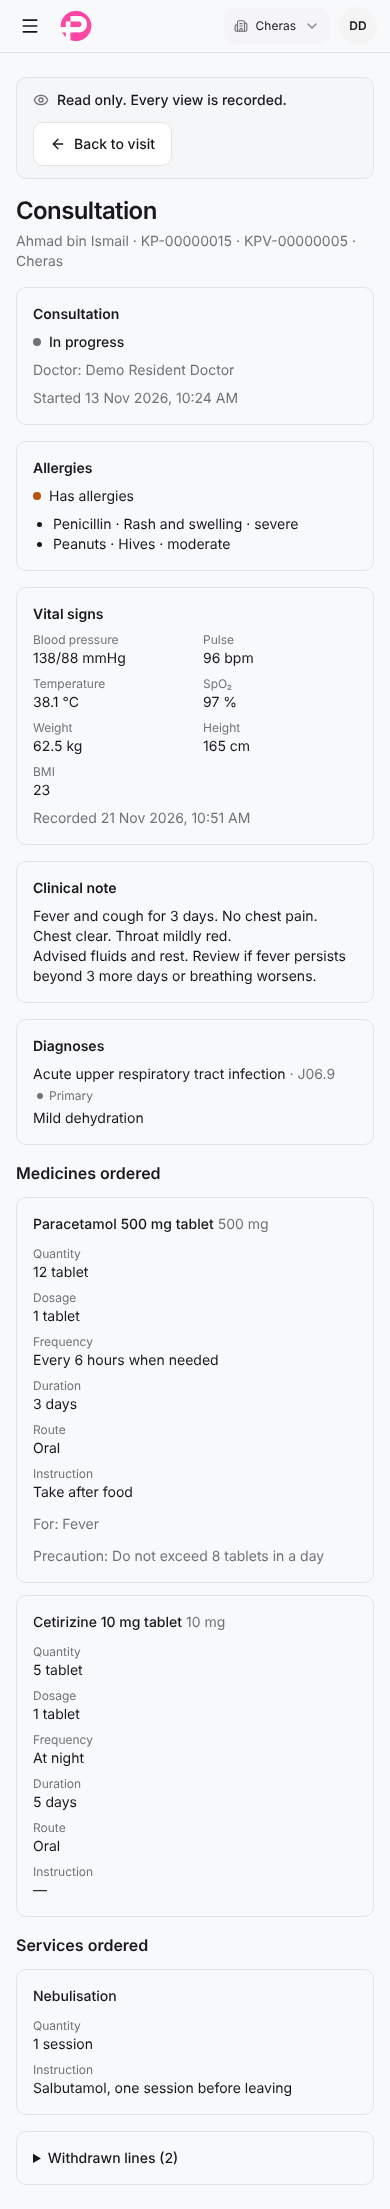 Cheras
DD
Read only. Every view is recorded.
Back to visit
Consultation
Ahmad bin Ismail · KP-00000015 · KPV-00000005 ·
Cheras
Consultation
In progress
Doctor: Demo Resident Doctor
Started 13 Nov 2026, 10:24 AM
Allergies
Has allergies
Penicillin · Rash and swelling · severe
Peanuts · Hives · moderate
Vital signs
Blood pressure Pulse
138/88 mmHg 96 bpm
Temperature SpO₂
38.1 °C 97 %
Weight Height
62.5 kg 165 cm
BMI
23
Recorded 21 Nov 2026, 10:51 AM
Clinical note
Fever and cough for 3 days. No chest pain.
Chest clear. Throat mildly red.
Advised fluids and rest. Review if fever persists
beyond 3 more days or breathing worsens.
Diagnoses
Acute upper respiratory tract infection · J06.9
Primary
Mild dehydration
Medicines ordered
Paracetamol 500 mg tablet 500 mg
Quantity
12 tablet
Dosage
1 tablet
Frequency
Every 6 hours when needed
Duration
3 days
Route
Oral
Instruction
Take after food
For: Fever
Precaution: Do not exceed 8 tablets in a day
Cetirizine 10 mg tablet 10 mg
Quantity
5 tablet
Dosage
1 tablet
Frequency
At night
Duration
5 days
Route
Oral
Instruction
—
Services ordered
Nebulisation
Quantity
1 session
Instruction
Salbutamol, one session before leaving
Withdrawn lines (2)